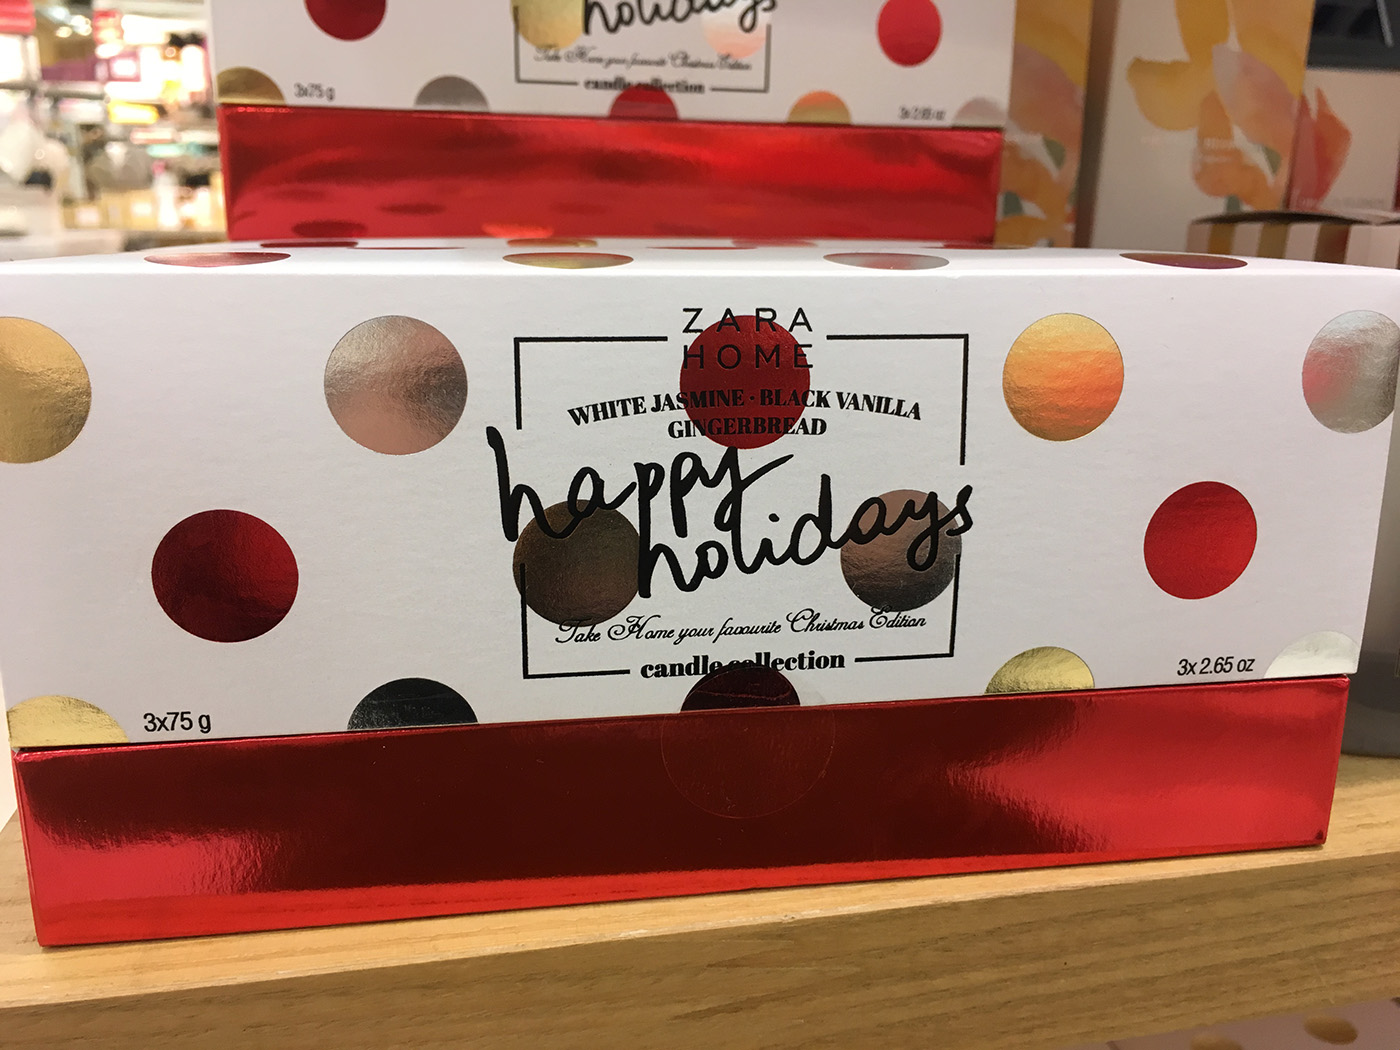 holidays
Take Home your favourite Christmas Edition
candle collection
3x75 g
3x 2.65 oz
ZARA
HOME
WHITE JASMINE · BLACK VANILLA
GINGERBREAD
happy
holidays
Take Home your favourite Christmas Edition
candle collection
3x75 g
3x 2.65 oz